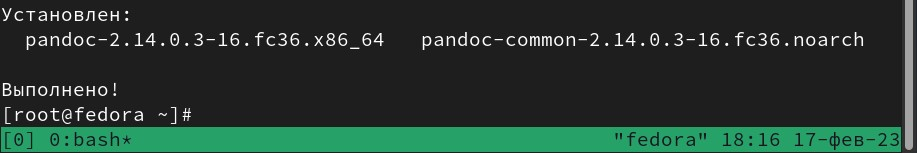 Установлен:
pandoc-2.14.0.3-16.fc36.x86_64   pandoc-common-2.14.0.3-16.fc36.noarch
Выполнено!
[root@fedora ~]#
[0] 0:bash* "fedora" 18:16 17-фев-23